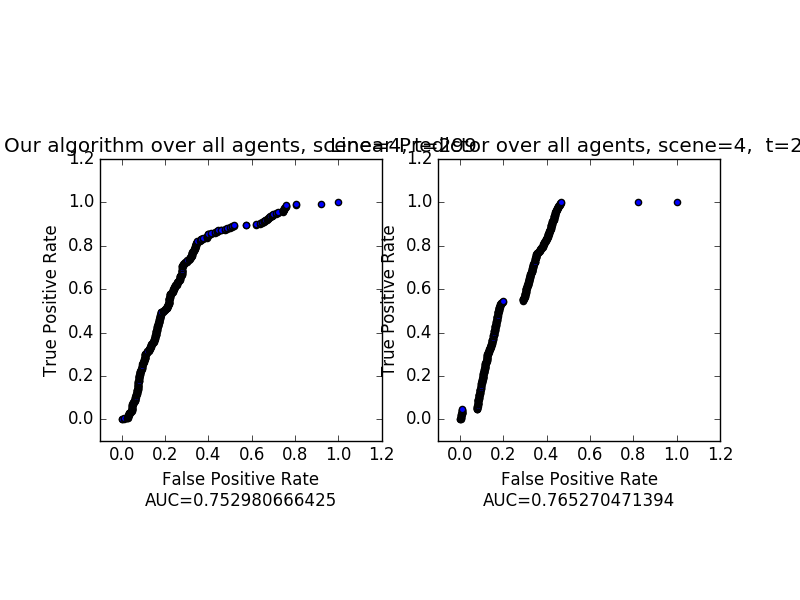 Our algorithm over all agents, scene=4, t=299
Linear Predictor over all agents, scene=4, t=2
1.2
1.0
0.8
0.6
0.4
0.2
0.0
True Positive Rate
0.0 0.2 0.4 0.6 0.8 1.0 1.2
False Positive Rate
AUC=0.752980666425
1.2
1.0
0.8
0.6
0.4
0.2
0.0
True Positive Rate
0.0 0.2 0.4 0.6 0.8 1.0 1.2
False Positive Rate
AUC=0.765270471394